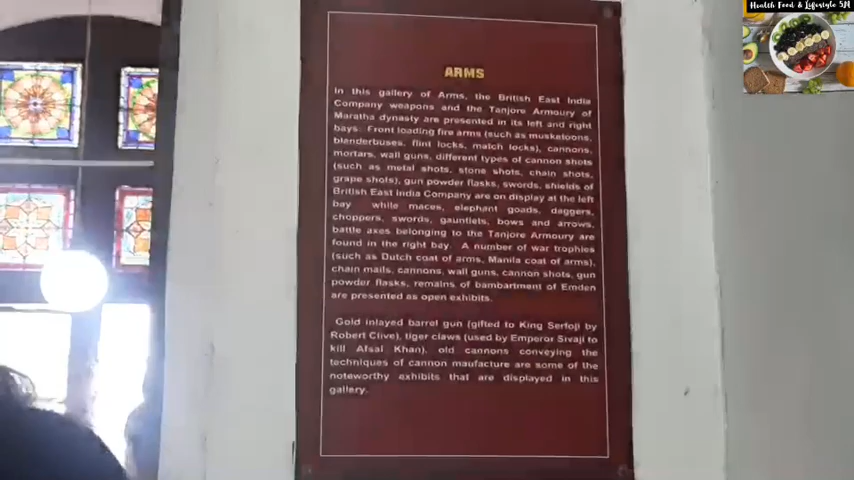 Health Food & Lifestyle SM
ARMS
In this gallery of Arms, the British East India
Company weapons and the Tanjore Armoury of
Maratha dynasty are presented in its left and right
bays. Front loading fire arms (such as musketoons,
blanderbuses, flint locks, match locks), cannons,
mortars, wall guns, different types of cannon shots
(such as metal shots, stone shots, chain shots,
grape shots), gun powder flasks, swords, shields of
British East India Company are on display at the left
bay while maces, elephant goads, daggers,
choppers, swords, gauntlets, bows and arrows,
battle axes belonging to the Tanjore Armoury are
found in the right bay. A number of war trophies
(such as Dutch coat of arms, Manila coat of arms),
chain mails, cannons, wall guns, cannon shots, gun
powder flasks, remains of bambartment of Emden
are presented as open exhibits.
Gold inlayed barrel gun (gifted to King Serfoji by
Robert Clive), tiger claws (used by Emperor Sivaji to
kill Afsal Khan). old cannons conveying the
techniques of cannon maufacture are some of the
noteworthy exhibits that are displayed in this
gallery.